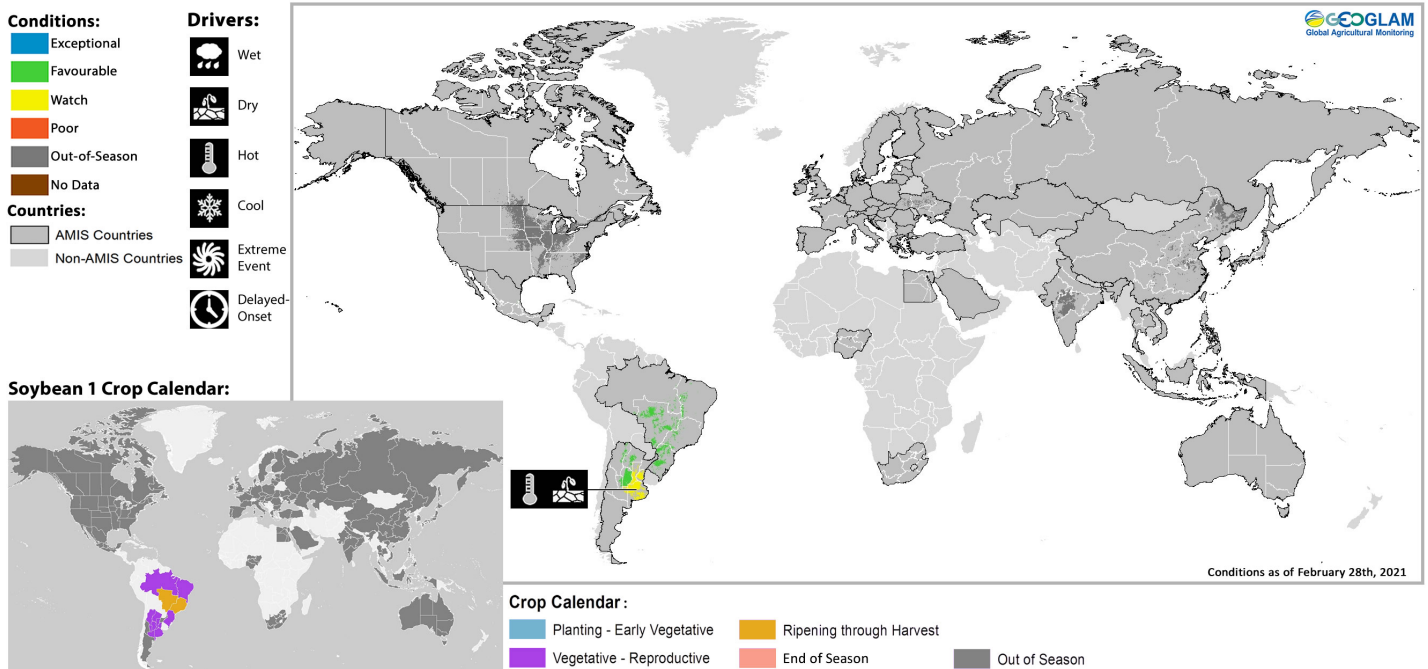 Conditions:
Exceptional
Favourable
Watch
Poor
Out-of-Season
No Data
Countries:
AMIS Countries
Non-AMIS Countries
Drivers:
Wet
Dry
Hot
Cool
Extreme
Event
Delayed-
Onset
GEOGLAM
Global Agricultural Monitoring
Soybean 1 Crop Calendar:
Conditions as of February 28th, 2021
Crop Calendar :
Planting - Early Vegetative
Ripening through Harvest
Vegetative - Reproductive
End of Season
Out of Season